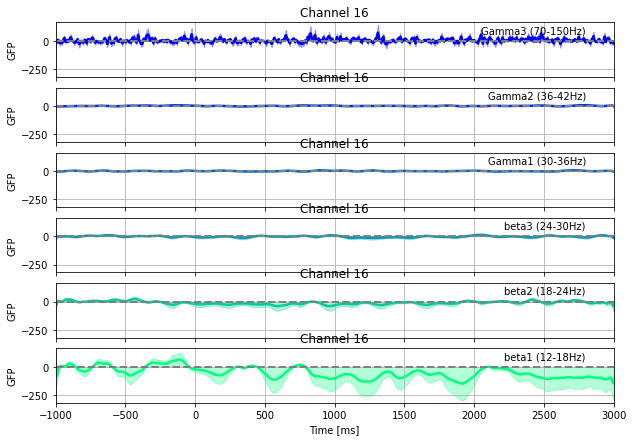 Channel 16
Gamma3 (70-150Hz)
GFP
0
−250
Channel 16
Gamma2 (36-42Hz)
GFP
0
−250
Channel 16
Gamma1 (30-36Hz)
GFP
0
−250
Channel 16
beta3 (24-30Hz)
GFP
0
−250
Channel 16
beta2 (18-24Hz)
GFP
0
−250
Channel 16
beta1 (12-18Hz)
GFP
0
−250
−1000 −500 0 500 1000 1500 2000 2500 3000
Time [ms]